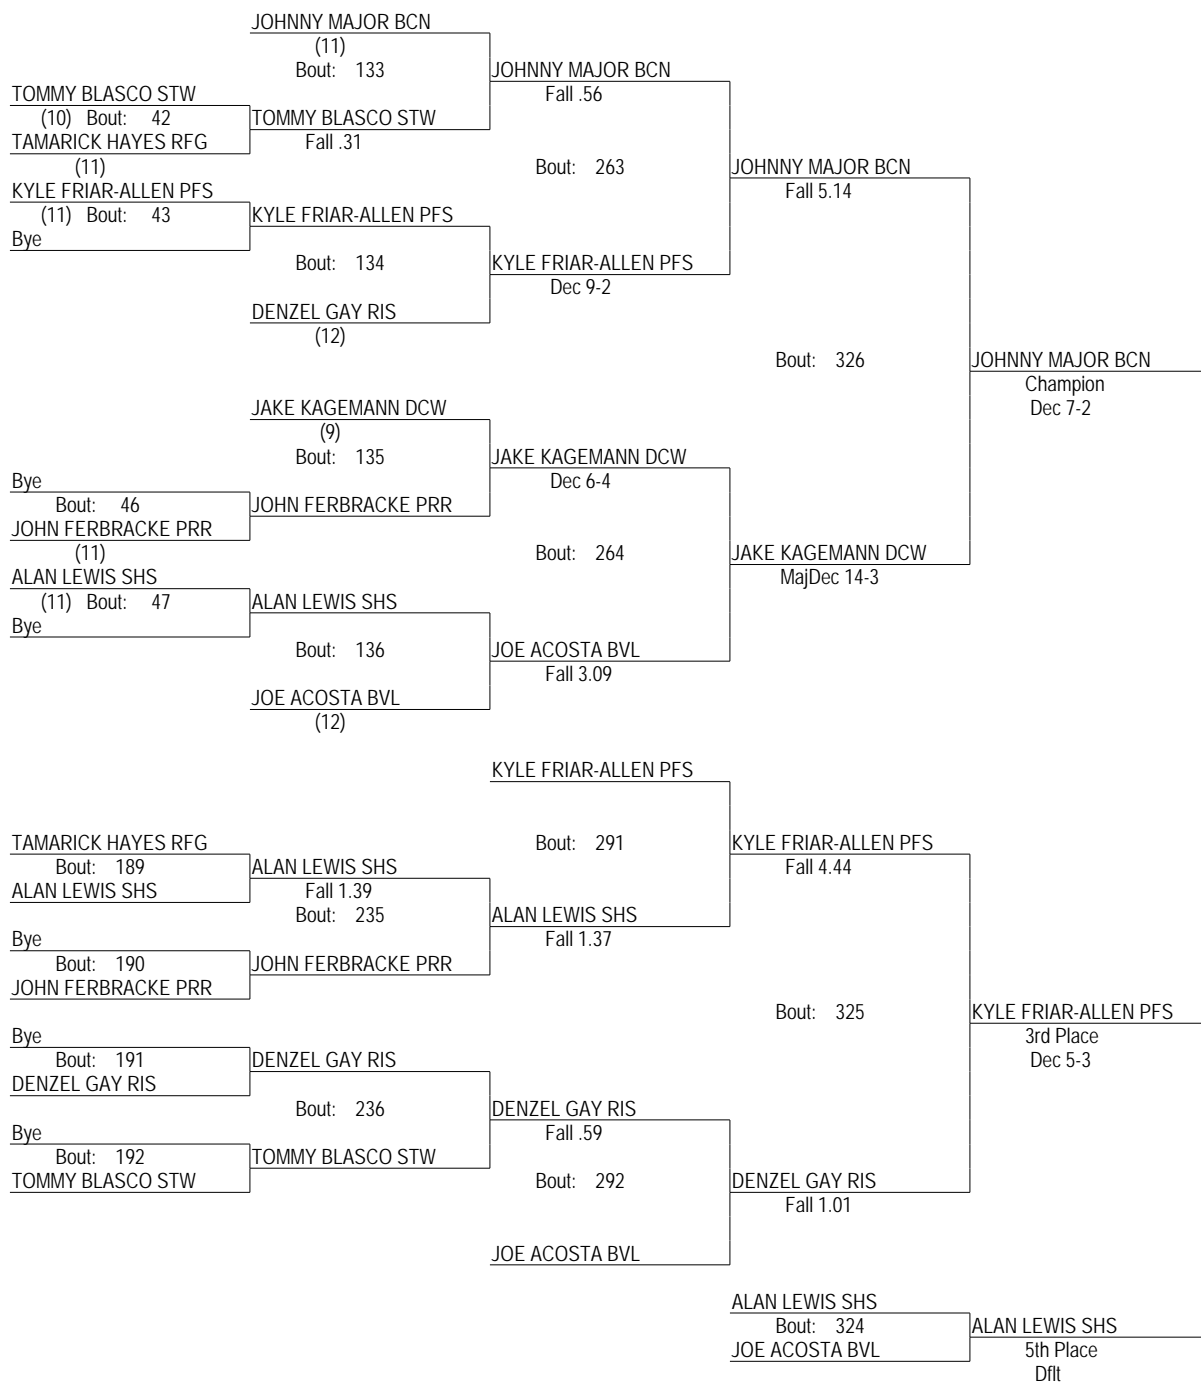 JOHNNY MAJOR BCN
(11)
Bout: 133
JOHNNY MAJOR BCN
Fall .56
TOMMY BLASCO STW
(10) Bout: 42
TOMMY BLASCO STW
Fall .31
TAMARICK HAYES RFG
(11)
Bout: 263
JOHNNY MAJOR BCN
Fall 5.14
KYLE FRIAR-ALLEN PFS
(11) Bout: 43
KYLE FRIAR-ALLEN PFS
Bye
Bout: 134
KYLE FRIAR-ALLEN PFS
Dec 9-2
DENZEL GAY RIS
(12)
Bout: 326
JOHNNY MAJOR BCN
Champion
Dec 7-2
JAKE KAGEMANN DCW
(9)
Bout: 135
JAKE KAGEMANN DCW
Dec 6-4
Bye
Bout: 46
JOHN FERBRACKE PRR
JOHN FERBRACKE PRR
(11)
Bout: 264
JAKE KAGEMANN DCW
MajDec 14-3
ALAN LEWIS SHS
(11) Bout: 47
ALAN LEWIS SHS
Bye
Bout: 136
JOE ACOSTA BVL
Fall 3.09
JOE ACOSTA BVL
(12)
KYLE FRIAR-ALLEN PFS
Bout: 291
KYLE FRIAR-ALLEN PFS
Fall 4.44
TAMARICK HAYES RFG
Bout: 189
ALAN LEWIS SHS
Fall 1.39
ALAN LEWIS SHS
Bout: 235
ALAN LEWIS SHS
Fall 1.37
Bye
Bout: 190
JOHN FERBRACKE PRR
JOHN FERBRACKE PRR
Bout: 325
KYLE FRIAR-ALLEN PFS
3rd Place
Dec 5-3
Bye
Bout: 191
DENZEL GAY RIS
DENZEL GAY RIS
Bout: 236
DENZEL GAY RIS
Fall .59
Bye
Bout: 192
TOMMY BLASCO STW
TOMMY BLASCO STW
Bout: 292
DENZEL GAY RIS
Fall 1.01
JOE ACOSTA BVL
ALAN LEWIS SHS
Bout: 324
ALAN LEWIS SHS
JOE ACOSTA BVL
5th Place
Dflt